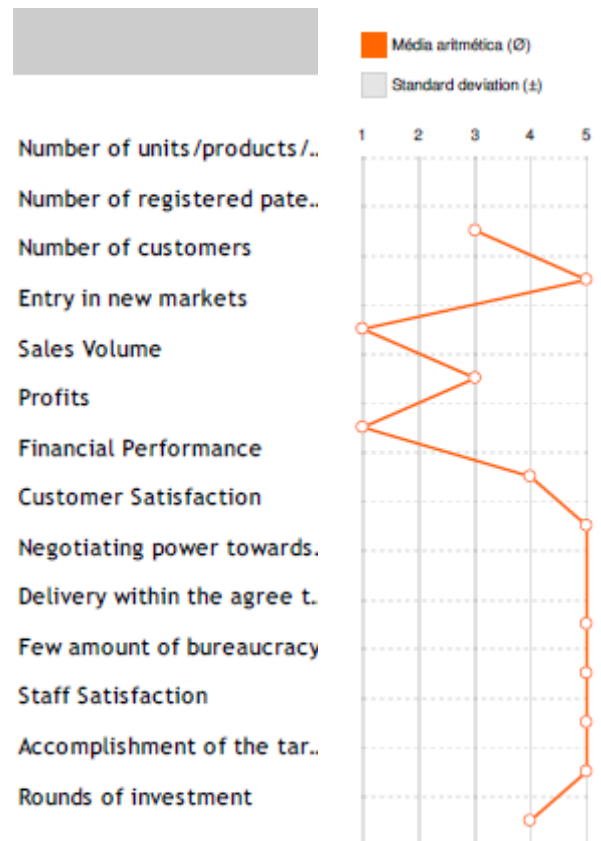 Média aritmética (Ø)
Standard deviation (±)
1 2 3 4 5
Number of units/products/..
Number of registered pate..
Number of customers
Entry in new markets
Sales Volume
Profits
Financial Performance
Customer Satisfaction
Negotiating power towards.
Delivery within the agree t..
Few amount of bureaucracy
Staff Satisfaction
Accomplishment of the tar..
Rounds of investment